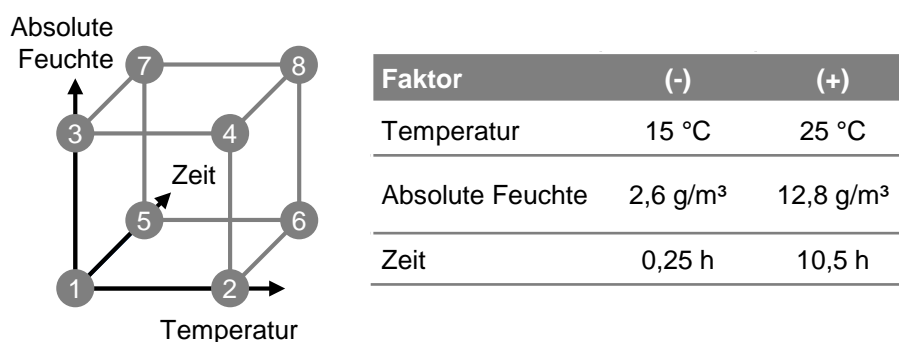 Absolute
Feuchte
7
8
3
4
Zeit
5
6
1
2
Temperatur
Faktor (-) (+)
Temperatur 15 °C 25 °C
Absolute Feuchte 2,6 g/m³ 12,8 g/m³
Zeit 0,25 h 10,5 h